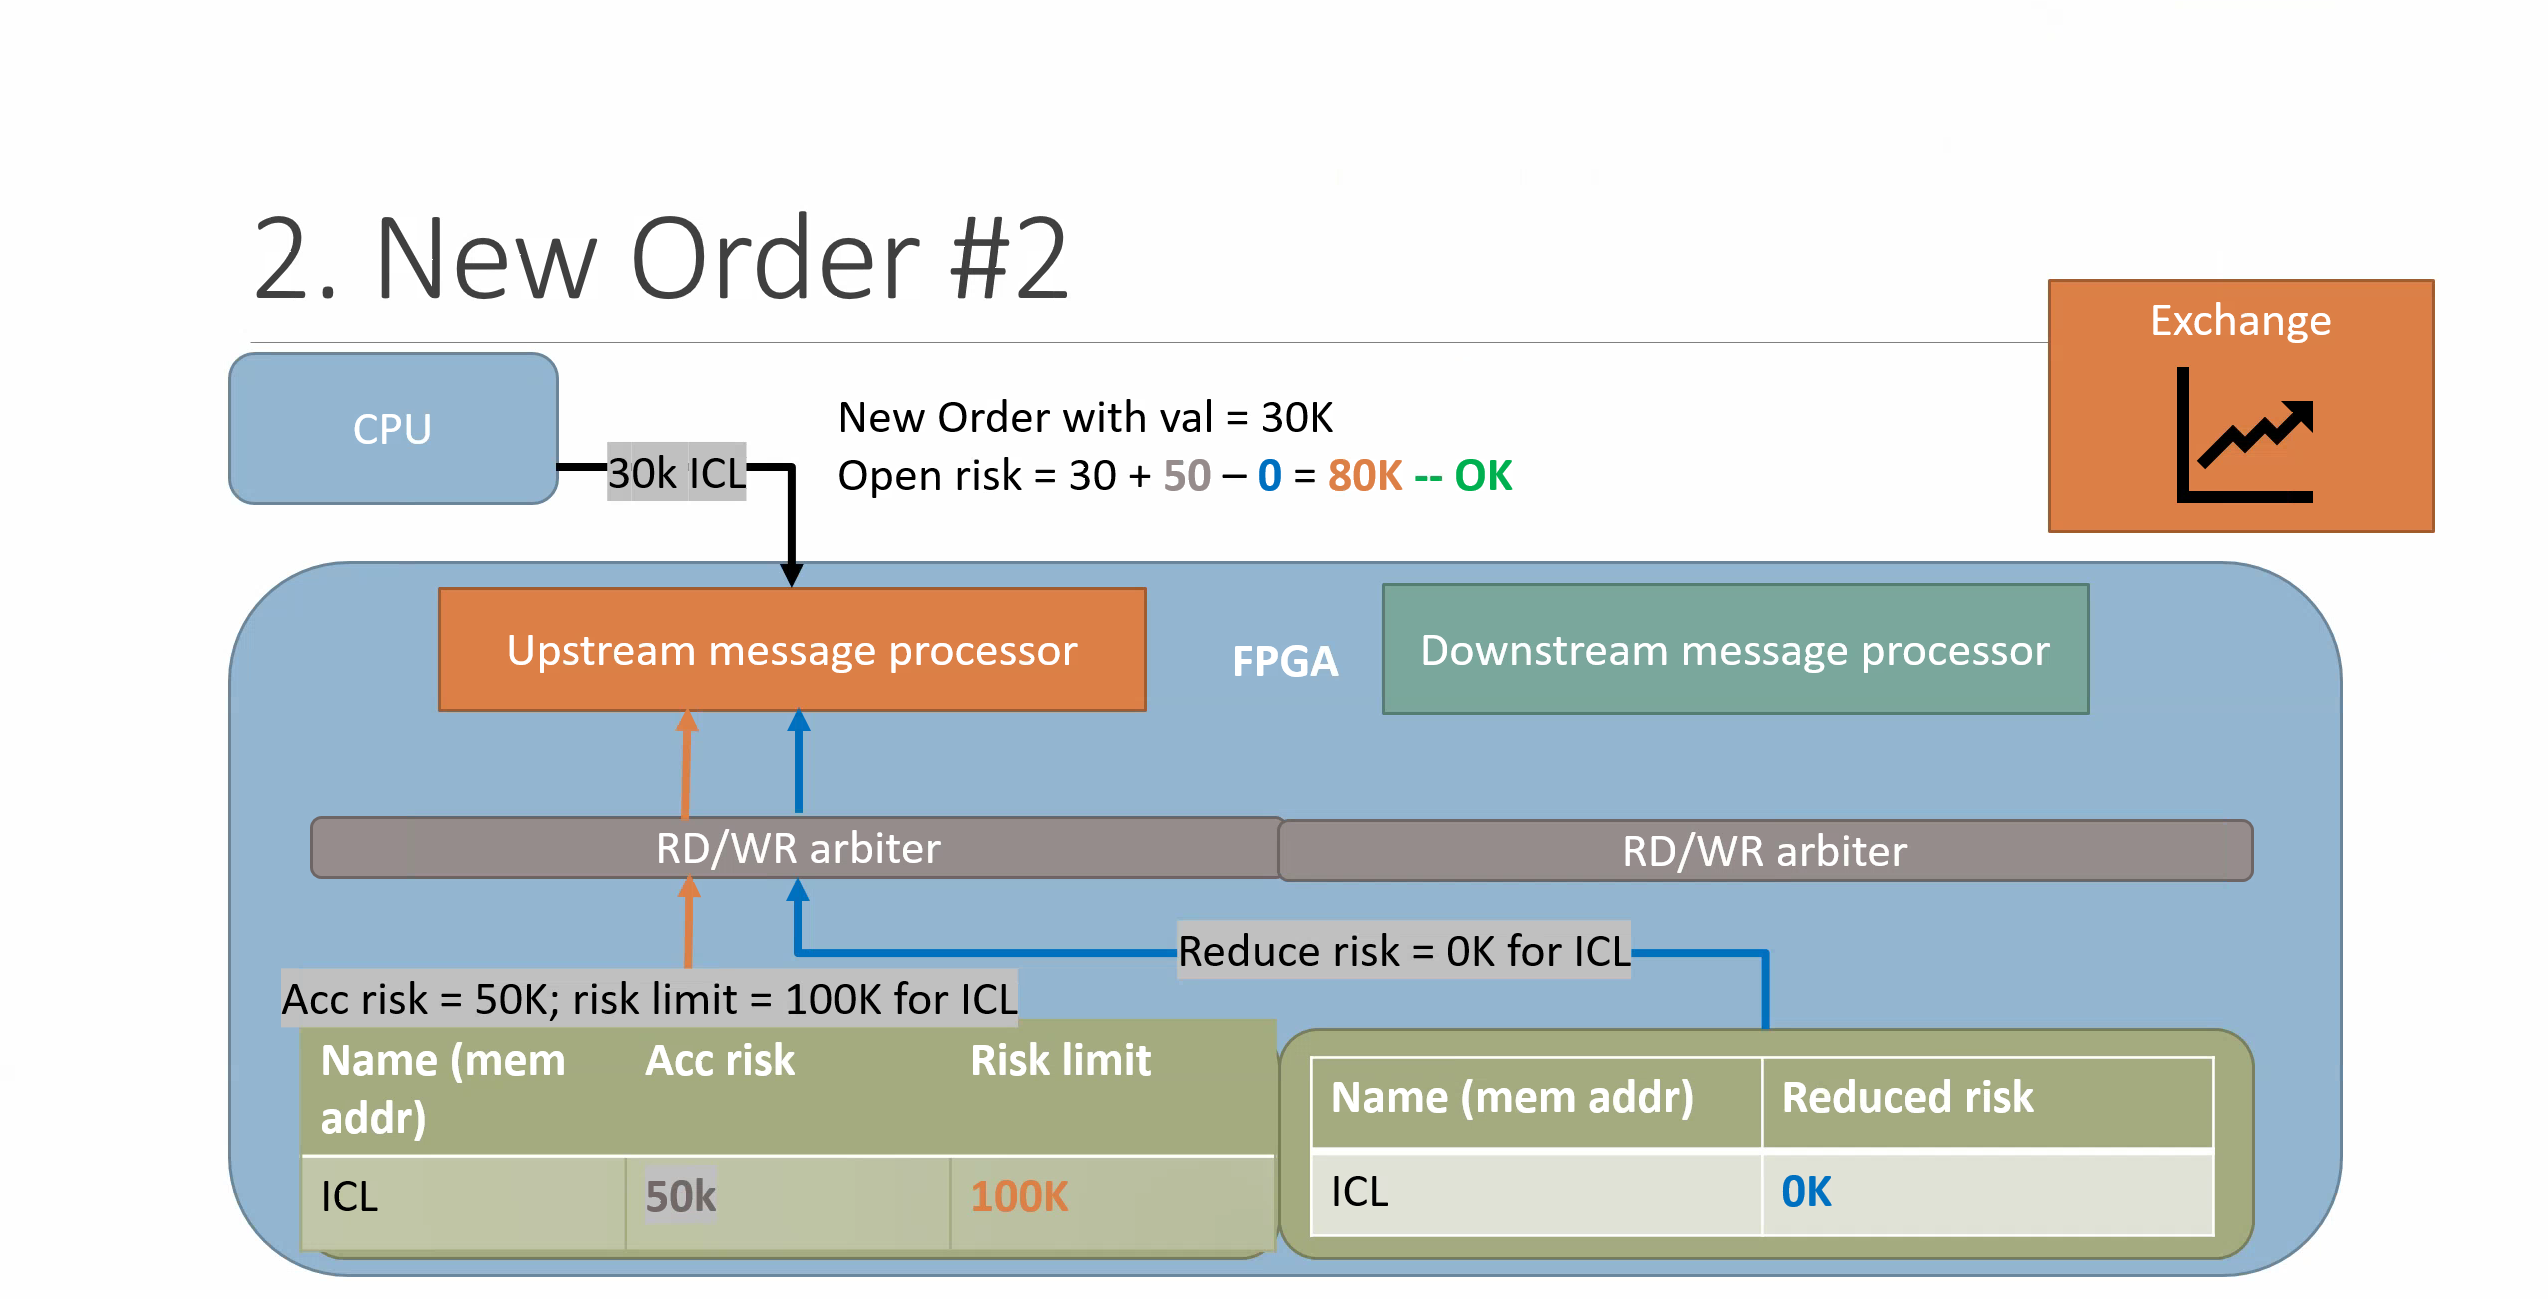 2. New Order #2
Exchange
CPU
30k ICL
New Order with val = 30K
Open risk = 30 + 50 – 0 = 80K -- OK
Upstream message processor
FPGA
Downstream message processor
RD/WR arbiter
RD/WR arbiter
Reduce risk = 0K for ICL
Acc risk = 50K; risk limit = 100K for ICL
Name (mem
addr)
Acc risk
Risk limit
ICL
50k
100K
Name (mem addr)
Reduced risk
ICL
0K